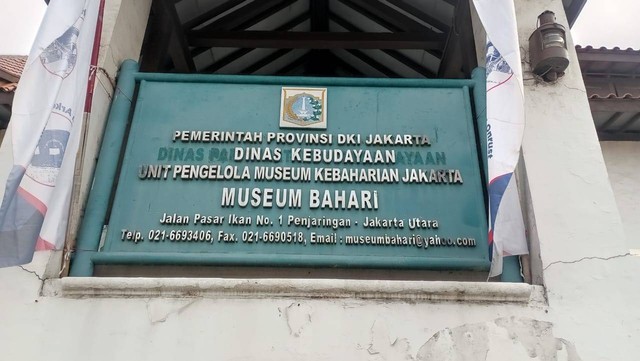 PEMERINTAH PROVINSI DKI JAKARTA
DINAS KEBUDAYAAN
UNIT PENGELOLA MUSEUM KEBAHARIAN JAKARTA
MUSEUM BAHARI
Jalan Pasar Ikan No. 1 Penjaringan - Jakarta Utara
Telp. 021-6693406, Fax. 021-6690518, Email : museumbahari@yahoo.com